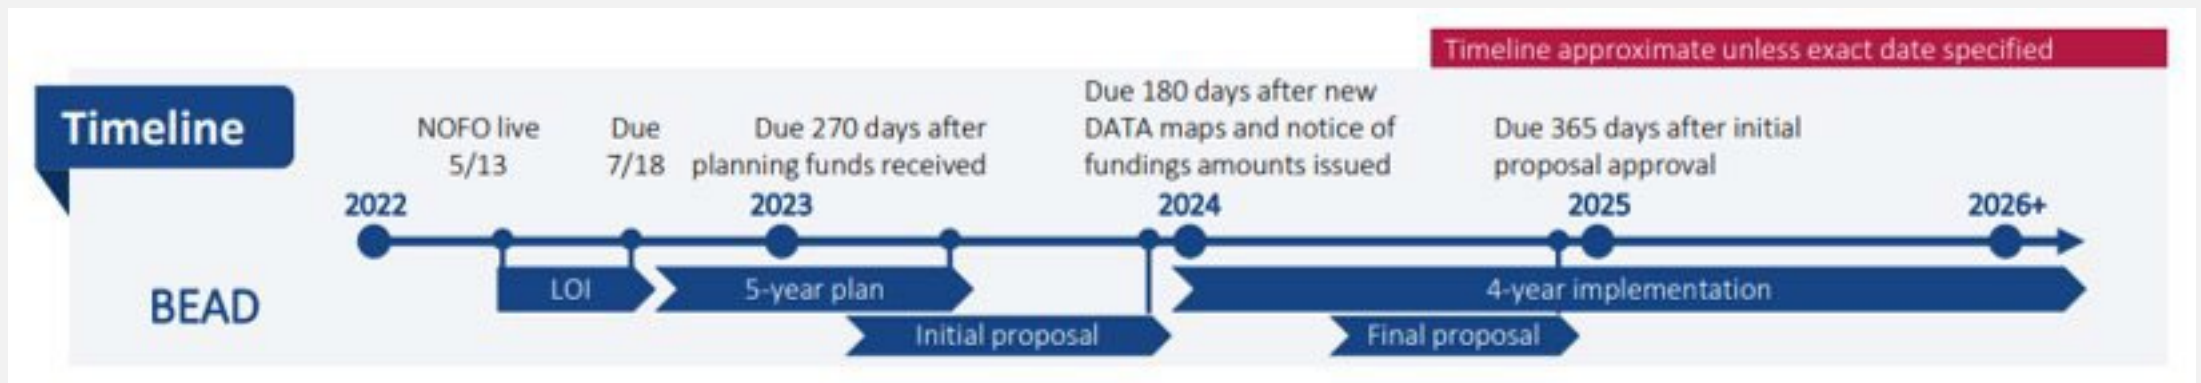 Timeline approximate unless exact date specified
Timeline
NOFO live
5/13
Due
7/18
Due 270 days after
planning funds received
Due 180 days after new
DATA maps and notice of
fundings amounts issued
Due 365 days after initial
proposal approval
2022
2023
2024
2025
2026+
BEAD
LOI
5-year plan
4-year implementation
Initial proposal
Final proposal